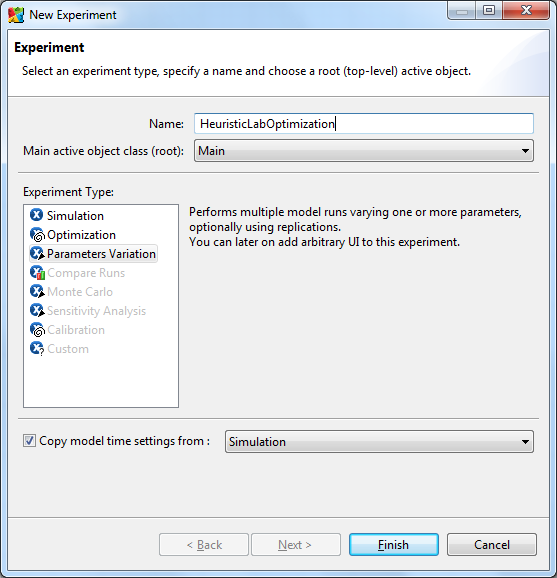 New Experiment
Experiment
Select an experiment type, specify a name and choose a root (top-level) active object.
Name: HeuristicLabOptimization
Main active object class (root): Main
Experiment Type:
Simulation
Optimization
Parameters Variation
Compare Runs
Monte Carlo
Sensitivity Analysis
Calibration
Custom
Performs multiple model runs varying one or more parameters,
optionally using replications.
You can later on add arbitrary UI to this experiment.
Copy model time settings from : Simulation
< Back Next > Finish Cancel